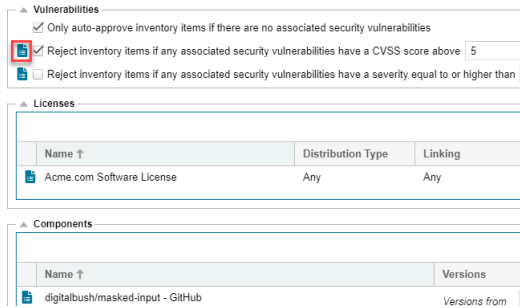 Vulnerabilities
Only auto-approve inventory items if there are no associated security vulnerabilities
Reject inventory items if any associated security vulnerabilities have a CVSS score above 5
Reject inventory items if any associated security vulnerabilities have a severity equal to or higher than
Licenses
Name ↑ Distribution Type Linking
Acme.com Software License Any Any
Components
Name ↑ Versions
digitalbush/masked-input - GitHub Versions from